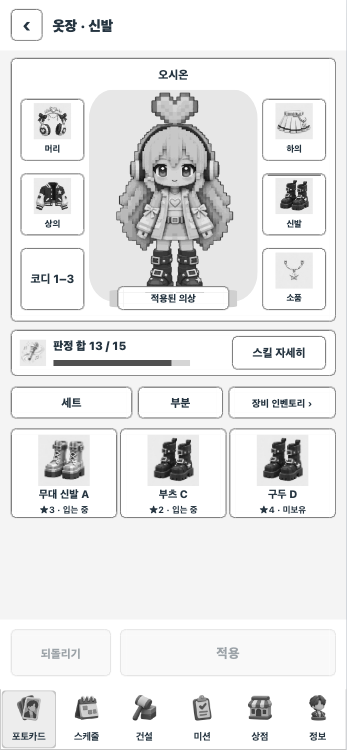 ‹ 옷장 · 신발
오시온
머리
하의
상의
신발
코디 1–3
적용된 의상
소품
판정 합 13 / 15
스킬 자세히
세트
부분
장비 인벤토리 ›
무대 신발 A
★3 · 입는 중
부츠 C
★2 · 입는 중
구두 D
★4 · 미보유
되돌리기
적용
포토카드
스케줄
건설
미션
상점
정보